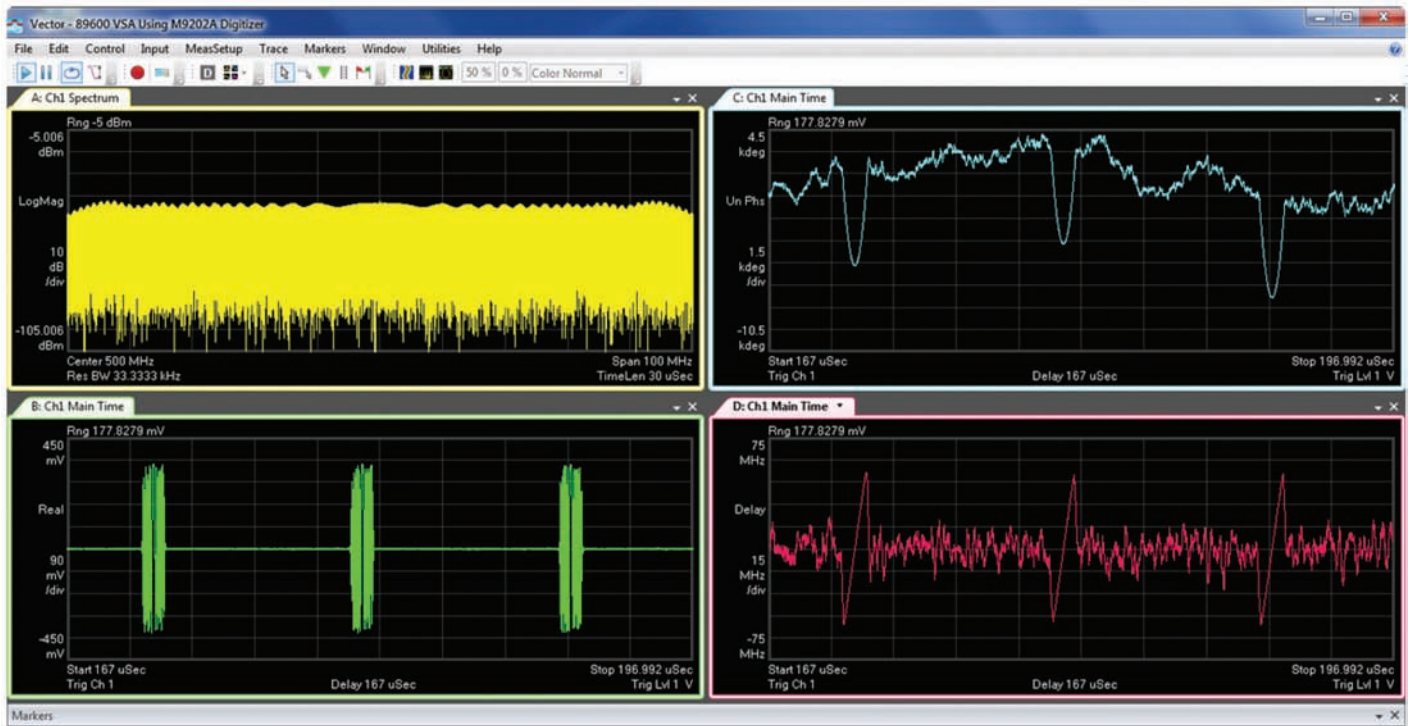 Vector - 89600 VSA Using M9202A Digitizer
File Edit Control Input MeasSetup Trace Markers Window Utilities Help
D 50 % 0 % Color Normal
A: Ch1 Spectrum
Rng -5 dBm
-5.006
dBm
LogMag
10
dB
/div
-105.006
dBm
Center 500 MHz Span 100 MHz
Res BW 33.3333 kHz TimeLen 30 uSec
C: Ch1 Main Time
Rng 177.8279 mV
4.5
kdeg
Un Phs
1.5
kdeg
/div
-10.5
kdeg
Start 167 uSec Stop 196.992 uSec
Trig Ch 1 Delay 167 uSec Trig Lvl 1 V
B: Ch1 Main Time
Rng 177.8279 mV
450
mV
Real
90
mV
/div
-450
mV
Start 167 uSec Stop 196.992 uSec
Trig Ch 1 Delay 167 uSec Trig Lvl 1 V
D: Ch1 Main Time
Rng 177.8279 mV
75
MHz
Delay
15
MHz
/div
-75
MHz
Start 167 uSec Stop 196.992 uSec
Trig Ch 1 Delay 167 uSec Trig Lvl 1 V
Markers